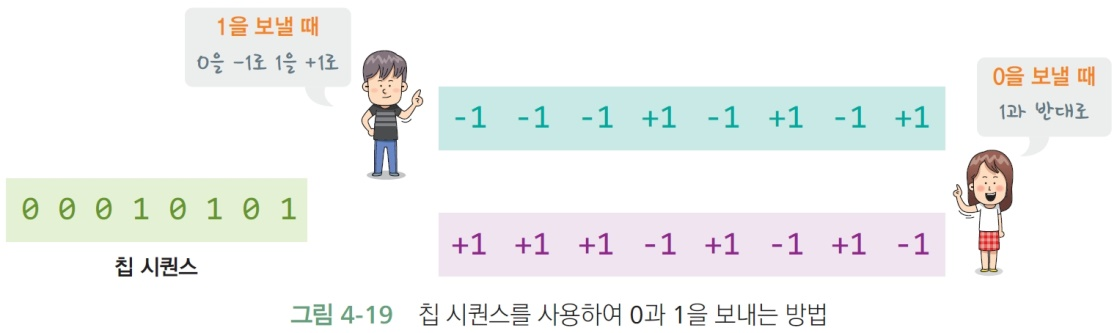 1을 보낼 때
0을 -1로 1을 +1로
0을 보낼 때
1과 반대로
-1 -1 -1 +1 -1 +1 -1 +1
0 0 0 1 0 1 0 1
칩 시퀀스
+1 +1 +1 -1 +1 -1 +1 -1
그림 4-19 칩 시퀀스를 사용하여 0과 1을 보내는 방법